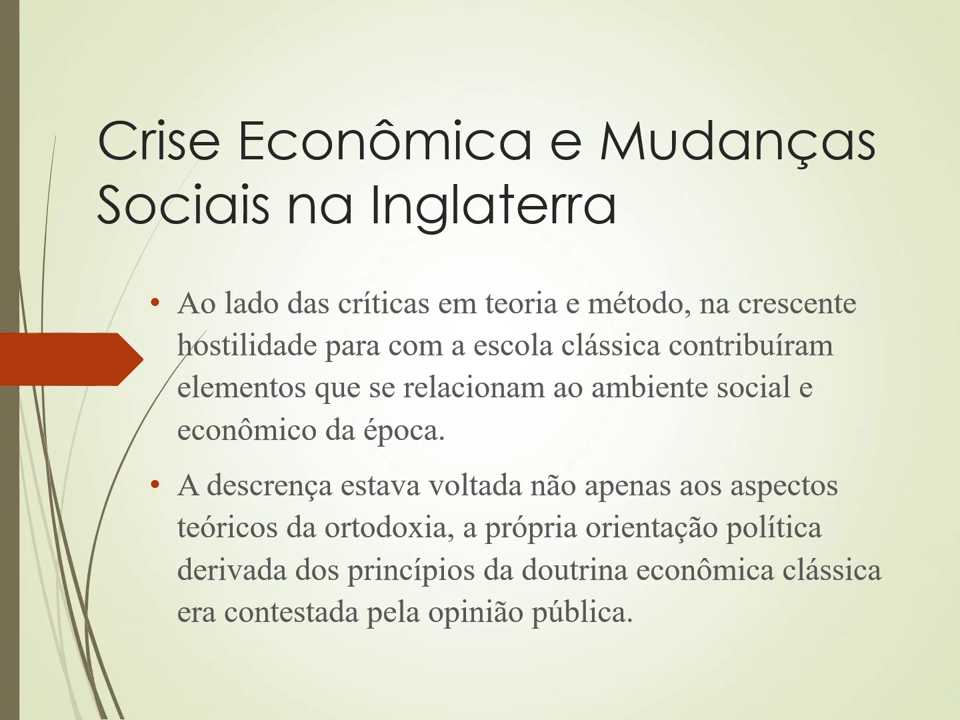 Crise Econômica e Mudanças
Sociais na Inglaterra
• Ao lado das críticas em teoria e método, na crescente
hostilidade para com a escola clássica contribuíram
elementos que se relacionam ao ambiente social e
econômico da época.
• A descrença estava voltada não apenas aos aspectos
teóricos da ortodoxia, a própria orientação política
derivada dos princípios da doutrina econômica clássica
era contestada pela opinião pública.